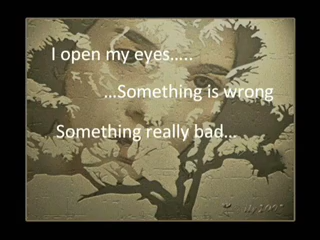 I open my eyes…..
…Something is wrong
Something really bad…